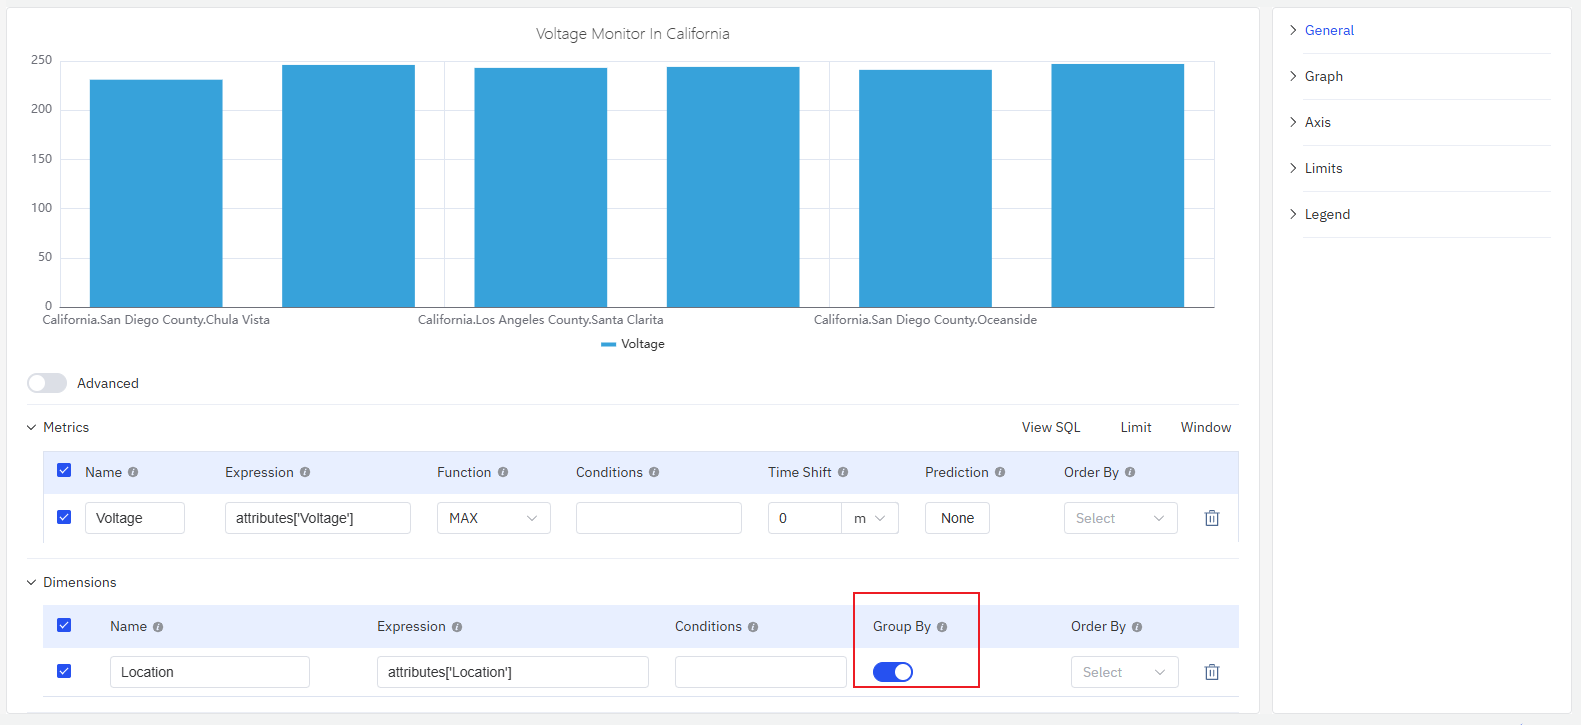 Voltage Monitor In California
250
200
150
100
50
0
California.San Diego County.Chula Vista California.Los Angeles County.Santa Clarita California.San Diego County.Oceanside
Voltage
Advanced
Metrics View SQL Limit Window
Name Expression Function Conditions Time Shift Prediction Order By
Voltage attributes['Voltage'] MAX 0 m None Select
Dimensions
Name Expression Conditions Group By Order By
Location attributes['Location'] Select
General
Graph
Axis
Limits
Legend